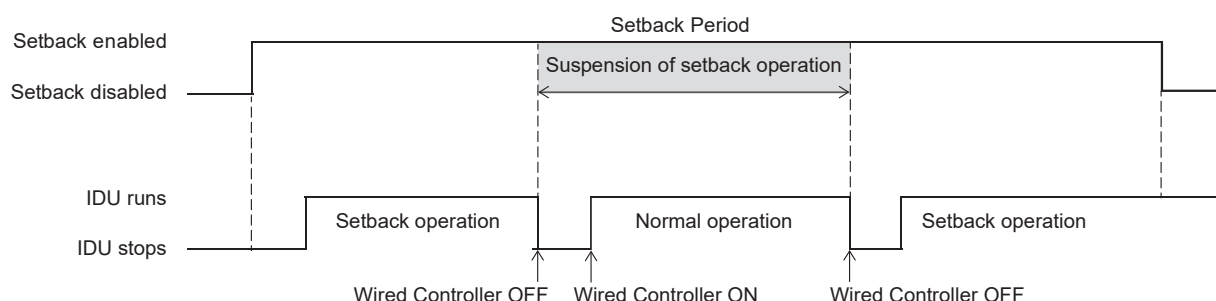 Setback Period
Setback enabled
Suspension of setback operation
Setback disabled
IDU runs
Setback operation
Normal operation
Setback operation
IDU stops
Wired Controller OFF
Wired Controller ON
Wired Controller OFF